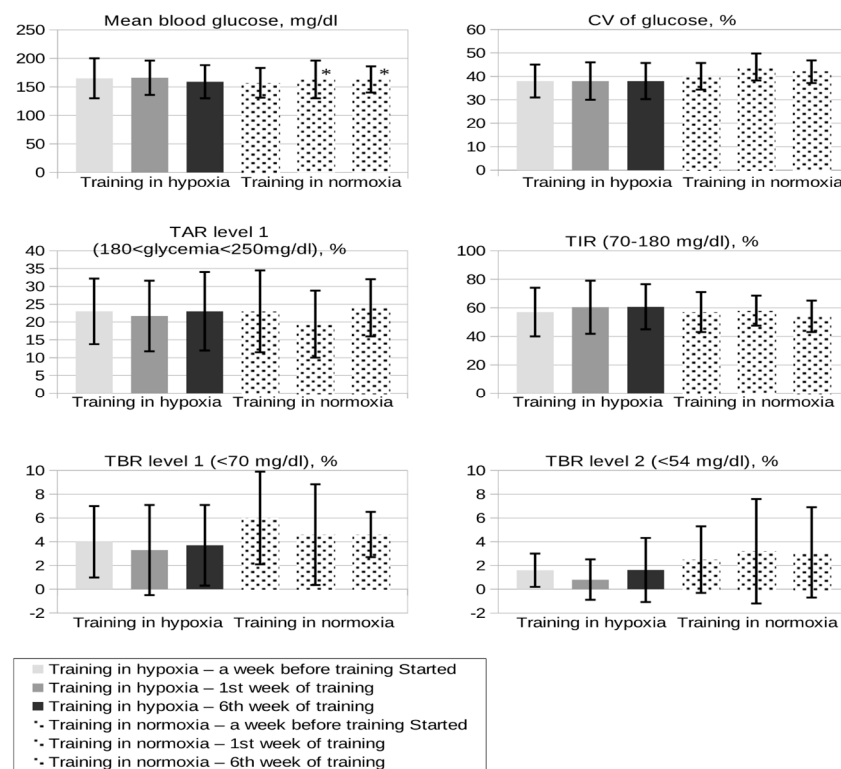 Mean blood glucose, mg/dl
250
200
150
100
50
0
*
*
Training in hypoxia Training in normoxia
CV of glucose, %
60
50
40
30
20
10
0
Training in hypoxia Training in normoxia
TAR level 1
(180<glycemia<250mg/dl), %
40
35
30
25
20
15
10
5
0
Training in hypoxia Training in normoxia
TIR (70-180 mg/dl), %
100
80
60
40
20
0
Training in hypoxia Training in normoxia
TBR level 1 (<70 mg/dl), %
10
8
6
4
2
0
-2
Training in hypoxia Training in normoxia
TBR level 2 (<54 mg/dl), %
10
8
6
4
2
0
-2
Training in hypoxia Training in normoxia
Training in hypoxia – a week before training Started
Training in hypoxia – 1st week of training
Training in hypoxia – 6th week of training
Training in normoxia – a week before training Started
Training in normoxia – 1st week of training
Training in normoxia – 6th week of training